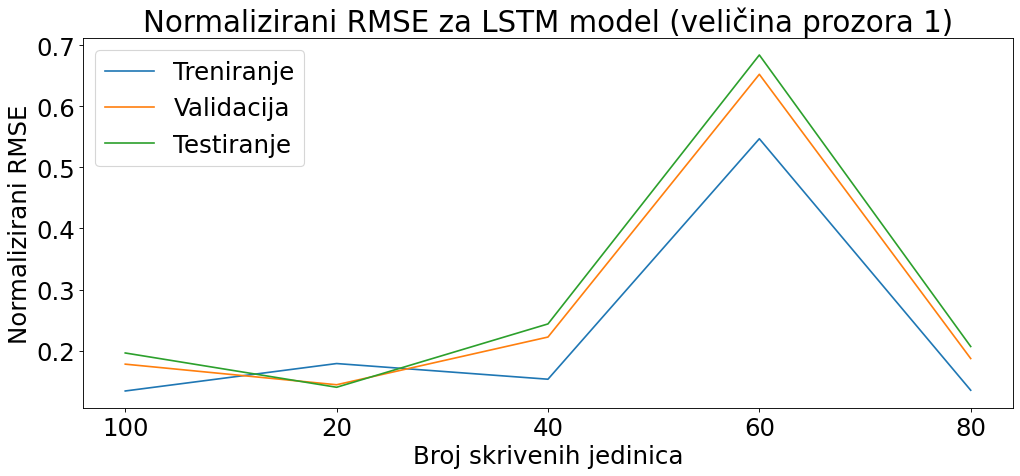 Normalizirani RMSE za LSTM model (veličina prozora 1)
Treniranje
Validacija
Testiranje
Normalizirani RMSE
0.7
0.6
0.5
0.4
0.3
0.2
100 20 40 60 80
Broj skrivenih jedinica